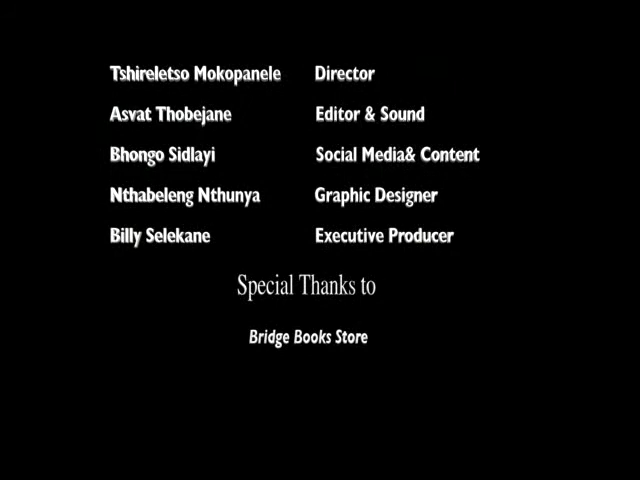 Tshireletso Mokopanele Director
Asvat Thobejane Editor & Sound
Bhongo Sidlayi Social Media& Content
Nthabeleng Nthunya Graphic Designer
Billy Selekane Executive Producer
Special Thanks to
Bridge Books Store